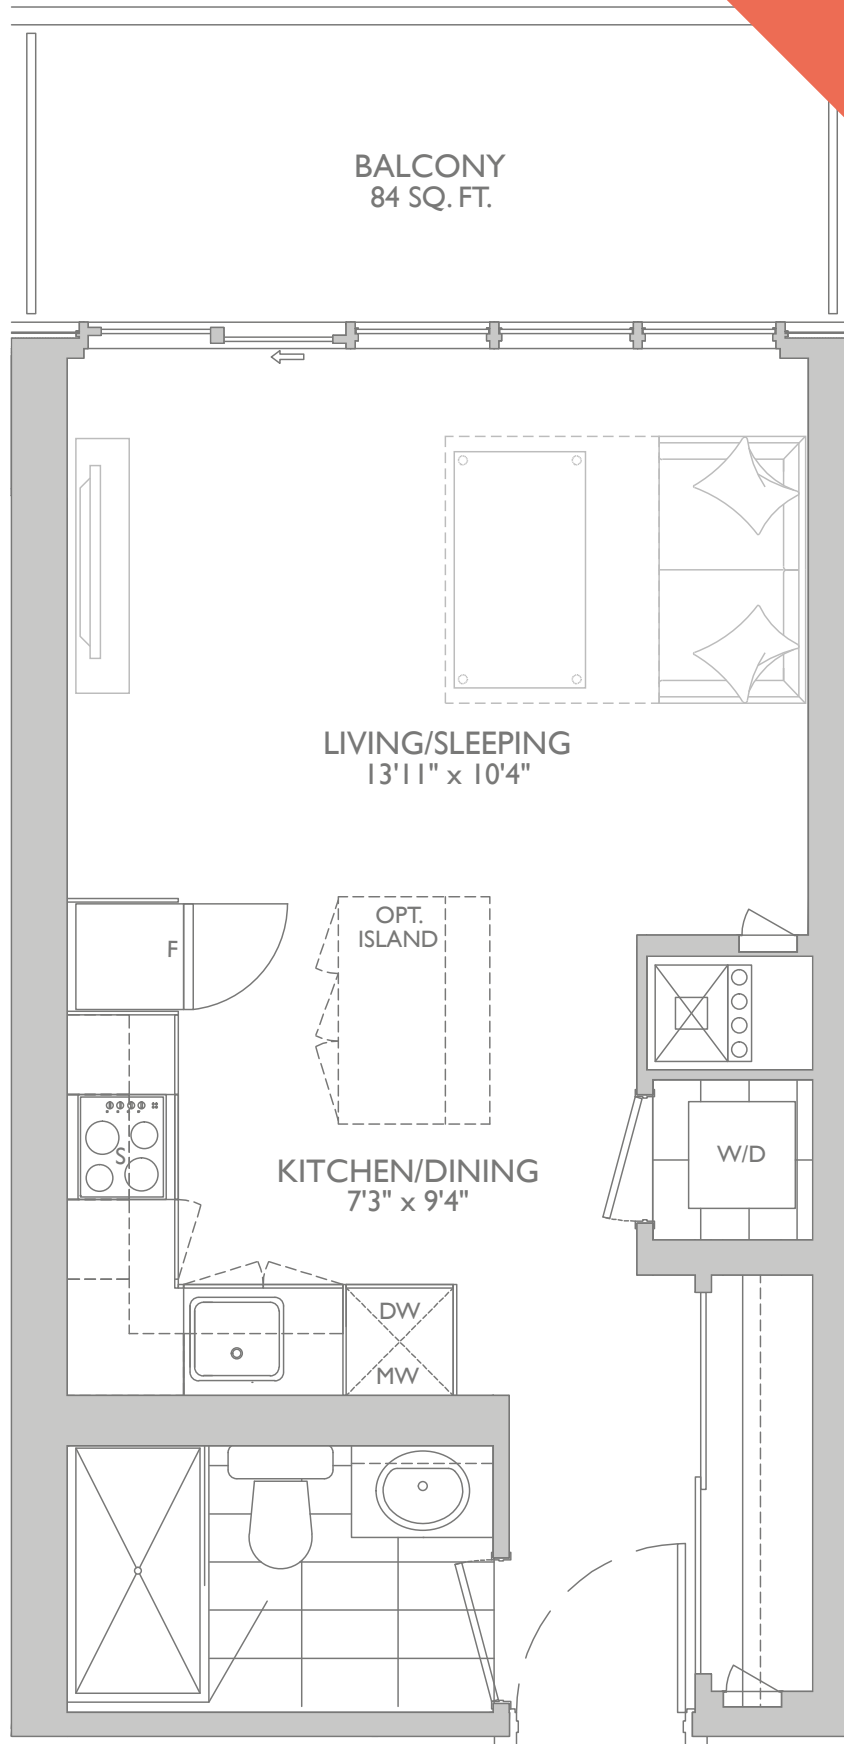 BALCONY
84 SQ. FT.
LIVING/SLEEPING
13'11" x 10'4"
OPT.
ISLAND
F
S
W/D
KITCHEN/DINING
7'3" x 9'4"
DW
MW